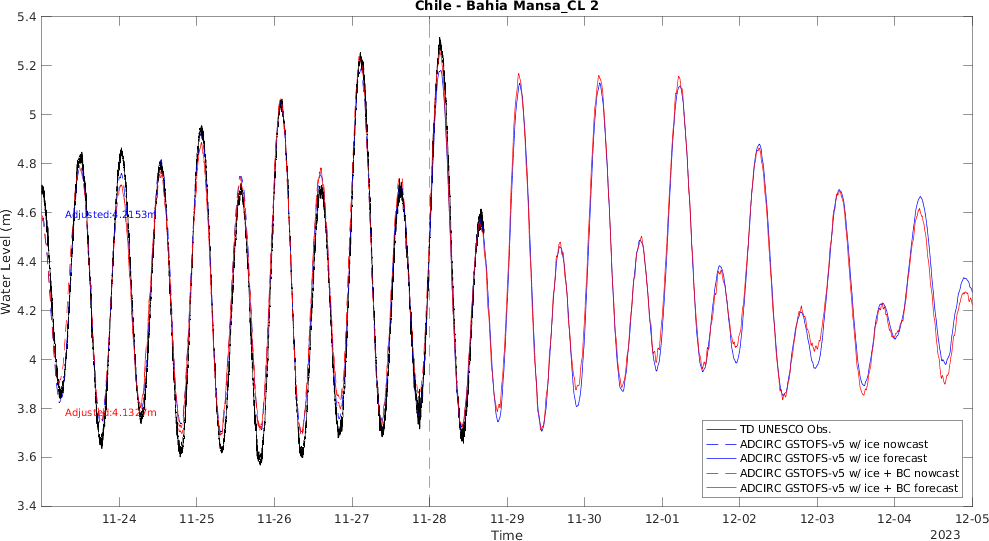 Chile - Bahia Mansa_CL 2
5.4
5.2
5
4.8
4.6
4.4
4.2
4
3.8
3.6
3.4
Water Level (m)
Adjusted:4.2153m
Adjusted:4.1327m
TD UNESCO Obs.
ADCIRC GSTOFS-v5 w/ ice nowcast
ADCIRC GSTOFS-v5 w/ ice forecast
ADCIRC GSTOFS-v5 w/ ice + BC nowcast
ADCIRC GSTOFS-v5 w/ ice + BC forecast
11-24 11-25 11-26 11-27 11-28 11-29 11-30 12-01 12-02 12-03 12-04 12-05
Time
2023